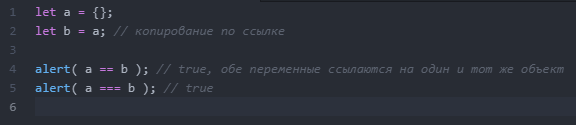 1 let a = {};
2 let b = a; // копирование по ссылке
3
4 alert( a == b ); // true, обе переменные ссылаются на один и тот же объект
5 alert( a === b ); // true
6